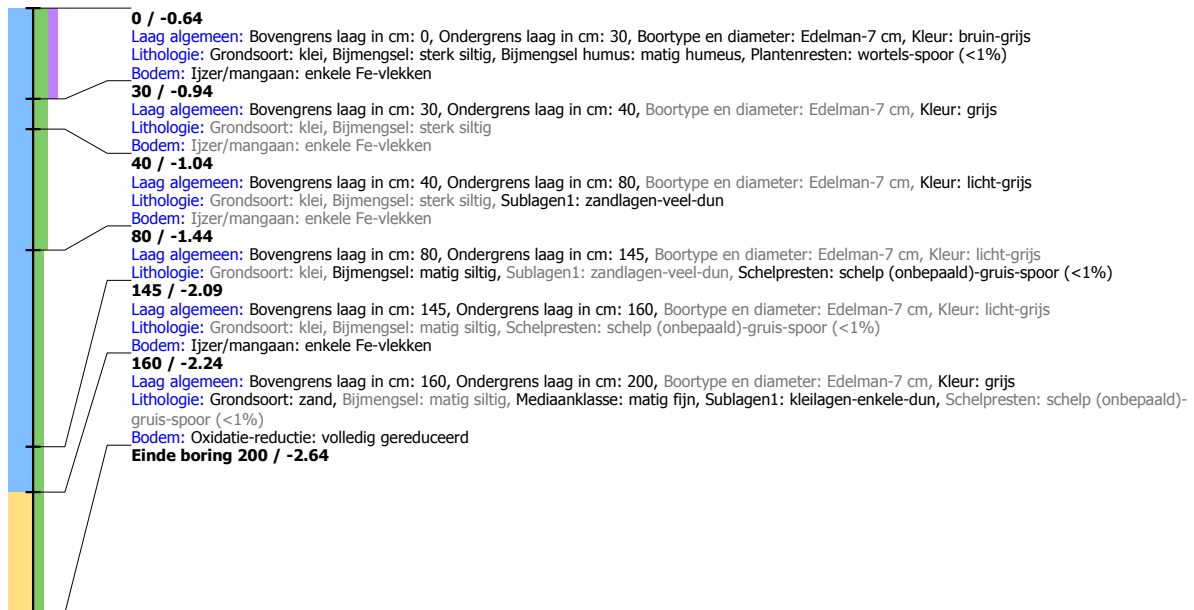 0 / -0.64
Laag algemeen: Bovengrens laag in cm: 0, Ondergrens laag in cm: 30, Boortype en diameter: Edelman-7 cm, Kleur: bruin-grijs
Lithologie: Grondsoort: klei, Bijmengsel: sterk siltig, Bijmengsel humus: matig humeus, Plantenresten: wortels-spoor (<1%)
Bodem: Ijzer/mangaan: enkele Fe-vlekken
30 / -0.94
Laag algemeen: Bovengrens laag in cm: 30, Ondergrens laag in cm: 40, Boortype en diameter: Edelman-7 cm, Kleur: grijs
Lithologie: Grondsoort: klei, Bijmengsel: sterk siltig
Bodem: Ijzer/mangaan: enkele Fe-vlekken
40 / -1.04
Laag algemeen: Bovengrens laag in cm: 40, Ondergrens laag in cm: 80, Boortype en diameter: Edelman-7 cm, Kleur: licht-grijs
Lithologie: Grondsoort: klei, Bijmengsel: sterk siltig, Sublagen1: zandlagen-veel-dun
Bodem: Ijzer/mangaan: enkele Fe-vlekken
80 / -1.44
Laag algemeen: Bovengrens laag in cm: 80, Ondergrens laag in cm: 145, Boortype en diameter: Edelman-7 cm, Kleur: licht-grijs
Lithologie: Grondsoort: klei, Bijmengsel: matig siltig, Sublagen1: zandlagen-veel-dun, Schelpresten: schelp (onbepaald)-gruis-spoor (<1%)
145 / -2.09
Laag algemeen: Bovengrens laag in cm: 145, Ondergrens laag in cm: 160, Boortype en diameter: Edelman-7 cm, Kleur: licht-grijs
Lithologie: Grondsoort: klei, Bijmengsel: matig siltig, Schelpresten: schelp (onbepaald)-gruis-spoor (<1%)
Bodem: Ijzer/mangaan: enkele Fe-vlekken
160 / -2.24
Laag algemeen: Bovengrens laag in cm: 160, Ondergrens laag in cm: 200, Boortype en diameter: Edelman-7 cm, Kleur: grijs
Lithologie: Grondsoort: zand, Bijmengsel: matig siltig, Mediaanklasse: matig fijn, Sublagen1: kleilagen-enkele-dun, Schelpresten: schelp (onbepaald)-
gruis-spoor (<1%)
Bodem: Oxidatie-reductie: volledig gereduceerd
Einde boring 200 / -2.64